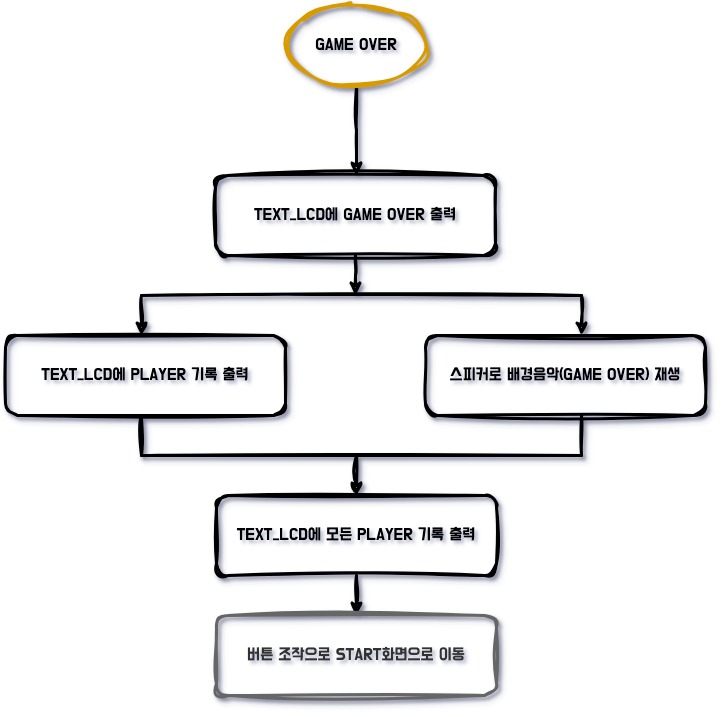 GAME OVER
TEXT_LCD에 GAME OVER 출력
TEXT_LCD에 PLAYER 기록 출력
스피커로 배경음악(GAME OVER) 재생
TEXT_LCD에 모든 PLAYER 기록 출력
버튼 조작으로 START화면으로 이동